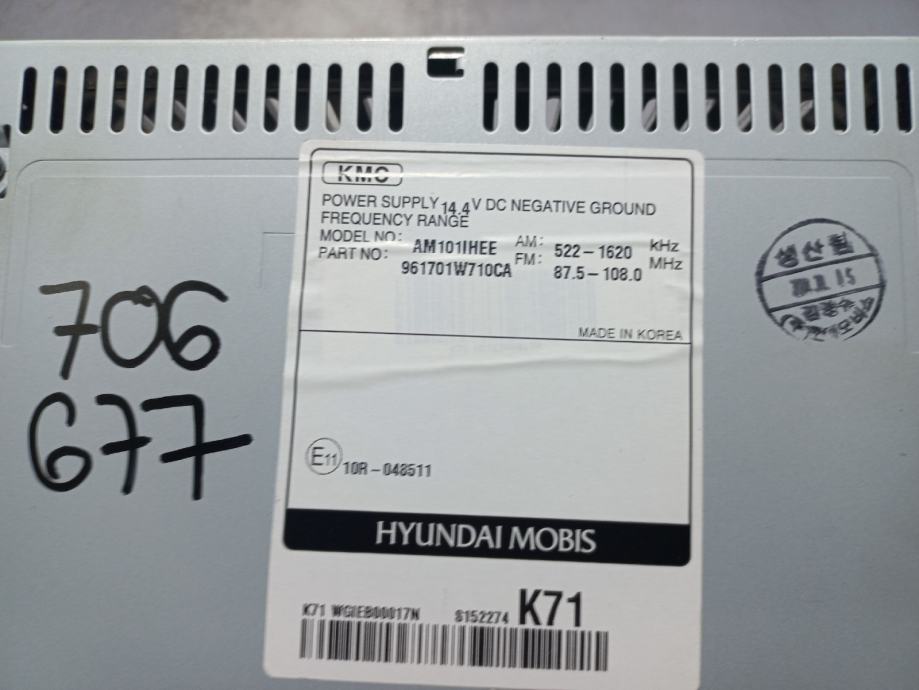 KMC
POWER SUPPLY 14.4V DC NEGATIVE GROUND
FREQUENCY RANGE
MODEL NO: AM101IHEE AM: 522-1620 kHz
PART NO: 961701W710CA FM: 87.5-108.0 MHz
MADE IN KOREA
706
677
E11 10R-048511
HYUNDAI MOBIS
K71 WGIEB00017N S152274 K71